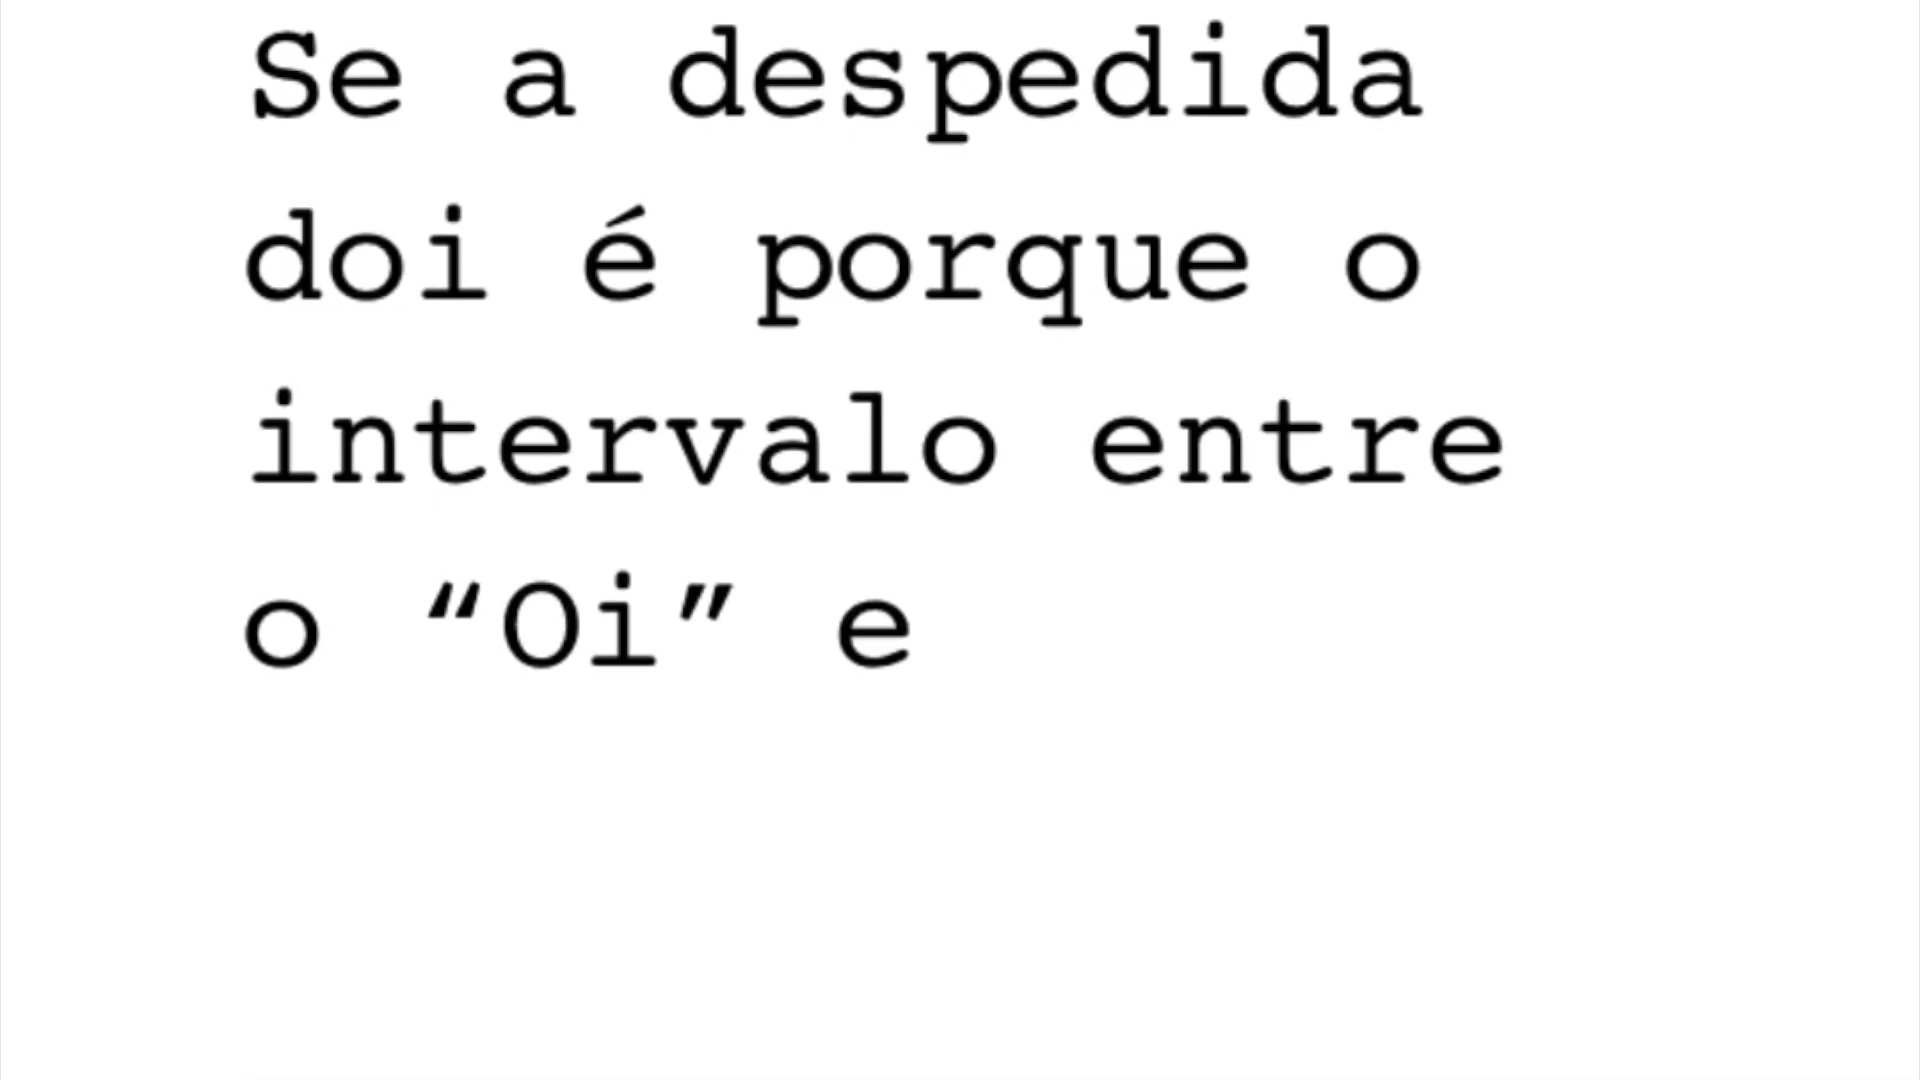 Se a despedida
doi é porque o
intervalo entre
o “Oi” e